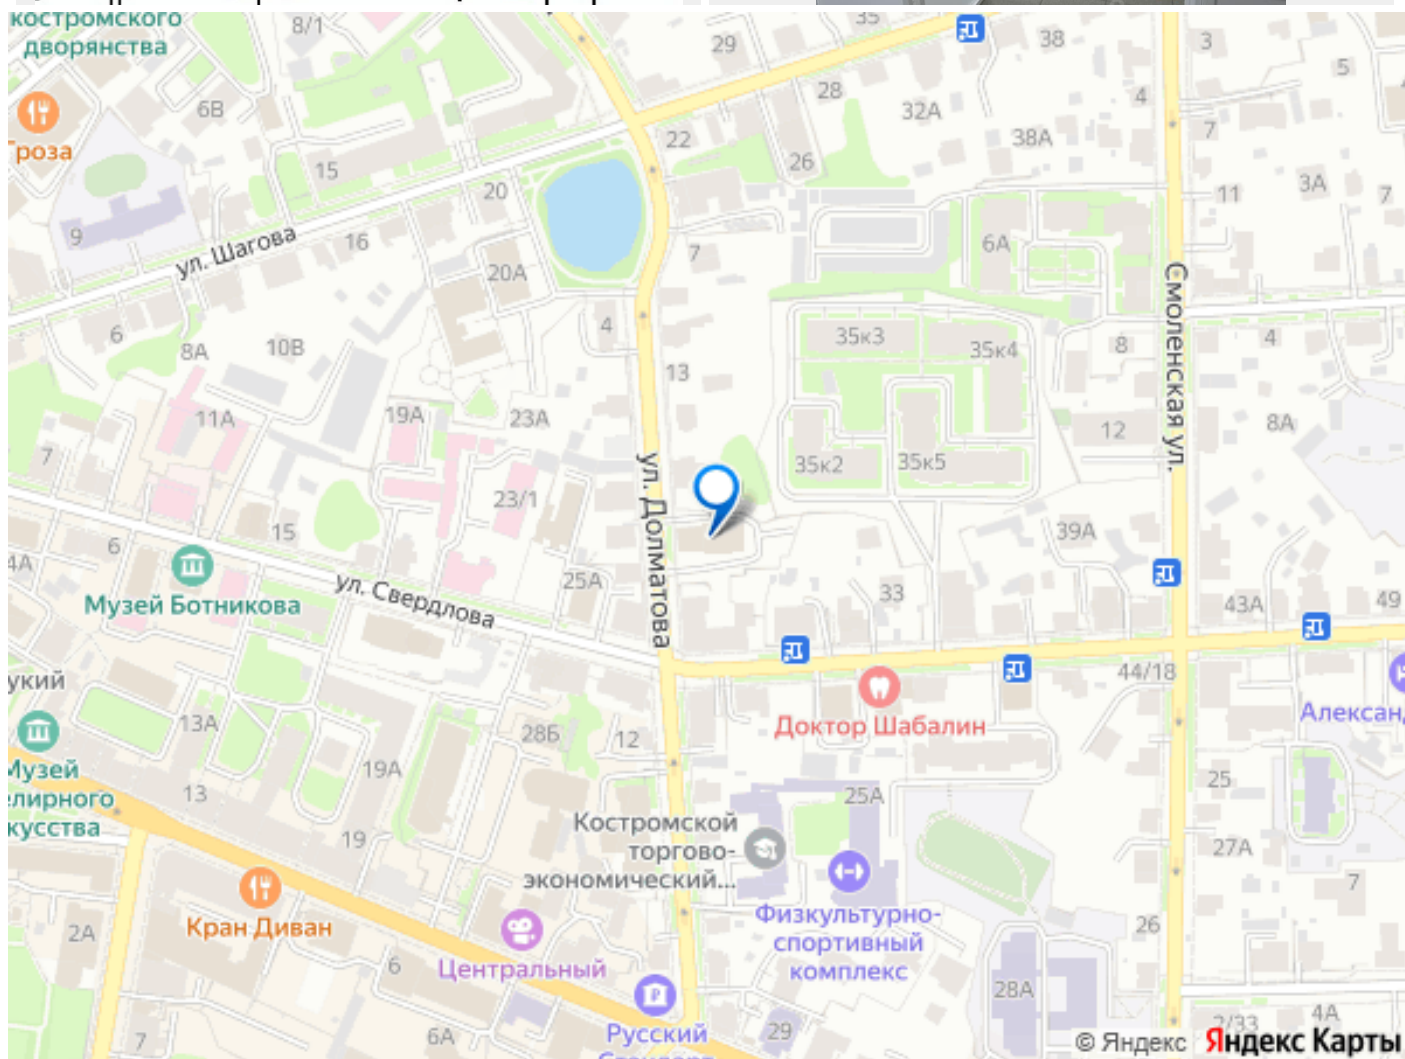 костромского
дворянства
8/1
29
35
38
3
5
6В
28
32А
4
Гроза
22
38А
7
15
26
20
11
3А
7
9
ул. Шагова
16
7
6А
20А
Смоленская ул.
4
6
8А
10В
35к3
35к4
8
4
13
11А
19А
23А
12
8А
7
35к2
35к5
ул. Долматова
23/1
15
39А
4А
6
25А
33
Музей Ботникова
ул. Свердлова
43А
49
44/18
укий
Доктор Шабалин
Алексан
13А
28Б
12
Музей
елирного
кусства
19А
25
13
25А
Костромской
торгово-
экономический...
19
27А
7
Кран Диван
Физкультурно-
спортивный
комплекс
2А
26
Центральный
6
28А
Русский
7
6А
29
2/33
4А
© Яндекс Яндекс Карты